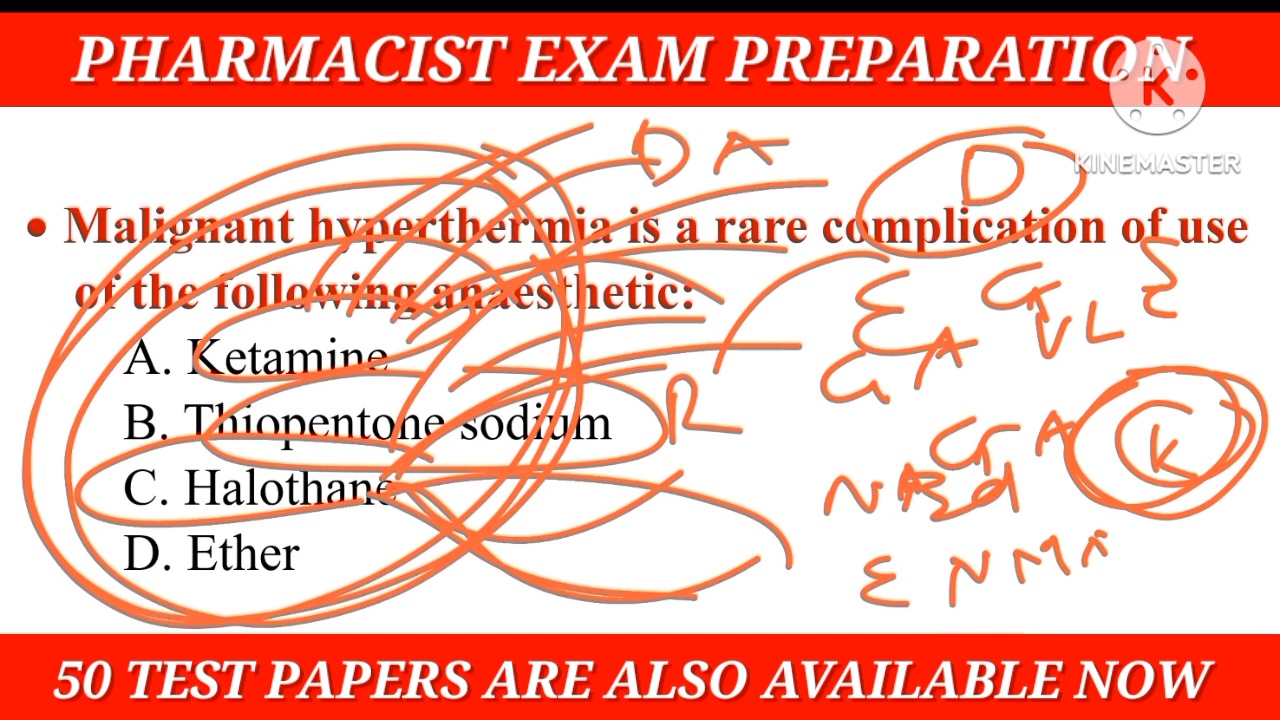 PHARMACIST EXAM PREPARATION
K
KINEMASTER
D A
D
• Malignant hyperthermia is a rare complication of use
of the following anaesthetic:
A. Ketamine
B. Thiopentone sodium
C. Halothane
D. Ether
G A
V L
R
G A
K
E N M
50 TEST PAPERS ARE ALSO AVAILABLE NOW